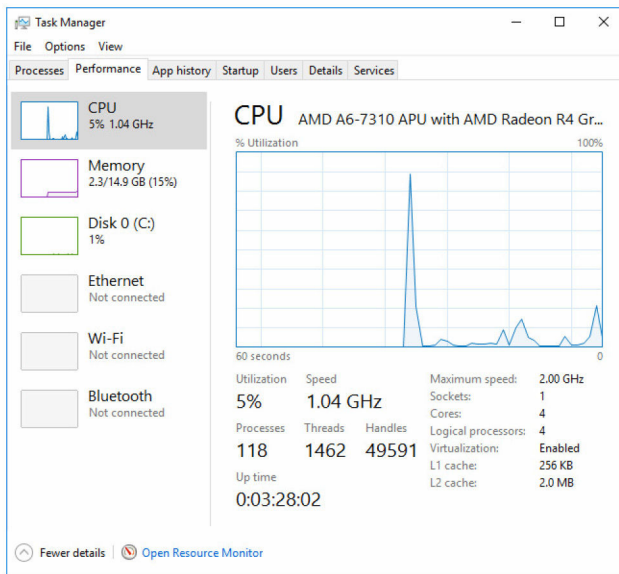 Task Manager
File Options View
Processes Performance App history Startup Users Details Services
CPU
5% 1.04 GHz
Memory
2.3/14.9 GB (15%)
Disk 0 (C:)
1%
Ethernet
Not connected
Wi-Fi
Not connected
Bluetooth
Not connected
CPU AMD A6-7310 APU with AMD Radeon R4 Gr...
% Utilization 100%
60 seconds 0
Utilization Speed
5% 1.04 GHz
Processes Threads Handles
118 1462 49591
Up time
0:03:28:02
Maximum speed: 2.00 GHz
Sockets: 1
Cores: 4
Logical processors: 4
Virtualization: Enabled
L1 cache: 256 KB
L2 cache: 2.0 MB
Fewer details Open Resource Monitor